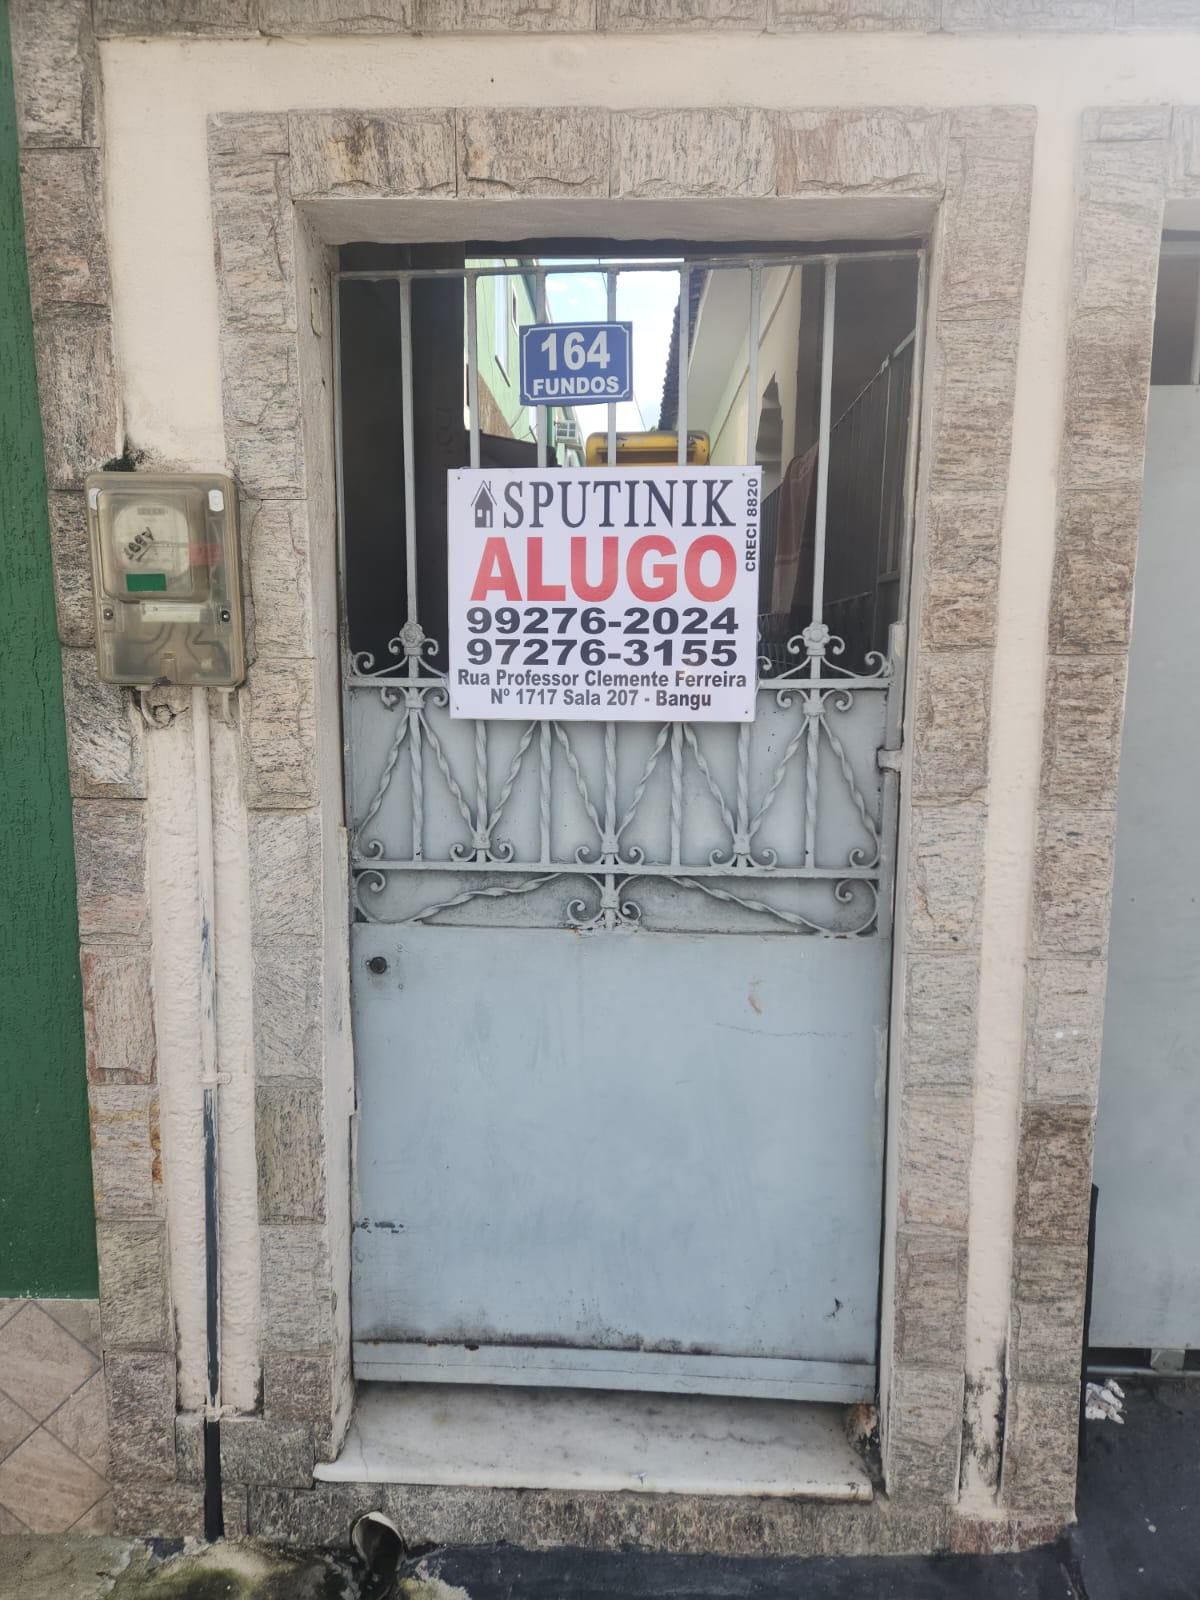 164
FUNDOS
SPUTINIK
CRECI 8820
ALUGO
99276-2024
97276-3155
Rua Professor Clemente Ferreira
Nº 1717 Sala 207 - Bangu